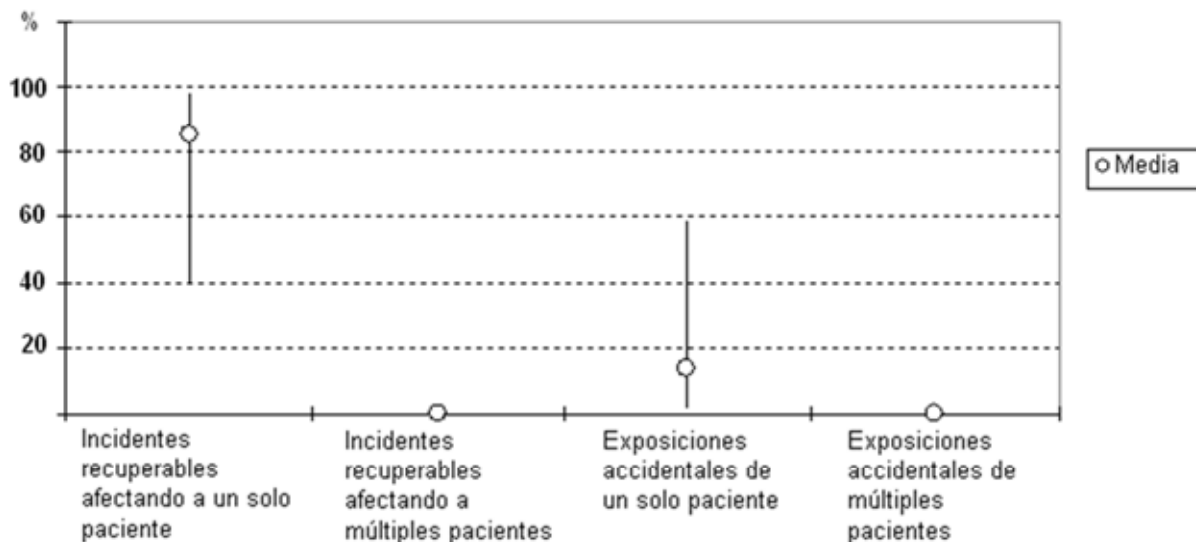 %
100
80
60
40
20
Media
Incidentes
recuperables
afectando a un solo
paciente
Incidentes
recuperables
afectando a
múltiples pacientes
Exposiciones
accidentales de
un solo paciente
Exposiciones
accidentales de
múltiples
pacientes